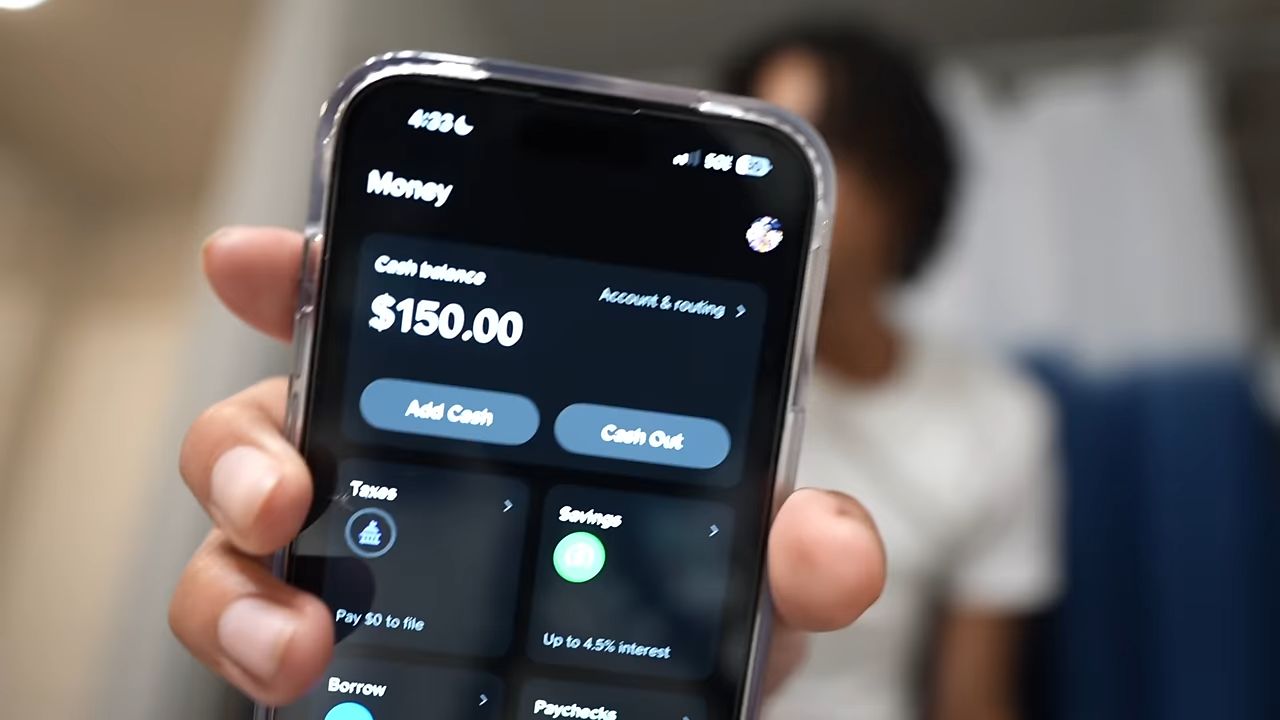 4:33
Money
Cash balance
Account & routing
$150.00
Add Cash
Cash Out
Taxes
Savings
Pay $0 to file
Up to 4.5% interest
Borrow
Paychecks